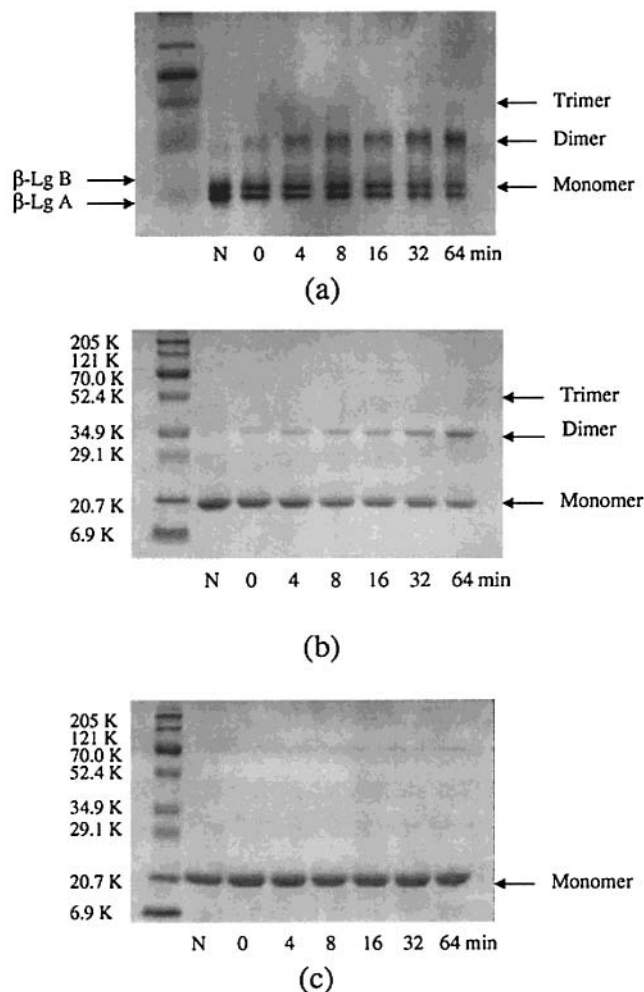 Trimer
Dimer
β-Lg B
Monomer
β-Lg A
N 0 4 8 16 32 64 min
(a)
205 K
121 K
70.0 K
52.4 K
Trimer
34.9 K
Dimer
29.1 K
20.7 K
Monomer
6.9 K
N 0 4 8 16 32 64 min
(b)
205 K
121 K
70.0 K
52.4 K
34.9 K
29.1 K
20.7 K
Monomer
6.9 K
N 0 4 8 16 32 64 min
(c)